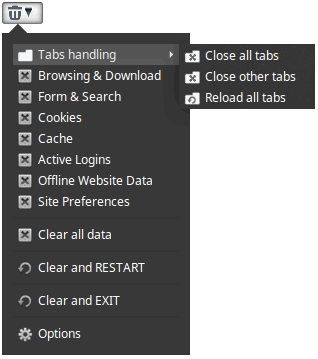 Tabs handling
Close all tabs
Close other tabs
Reload all tabs
Browsing & Download
Form & Search
Cookies
Cache
Active Logins
Offline Website Data
Site Preferences
Clear all data
Clear and RESTART
Clear and EXIT
Options